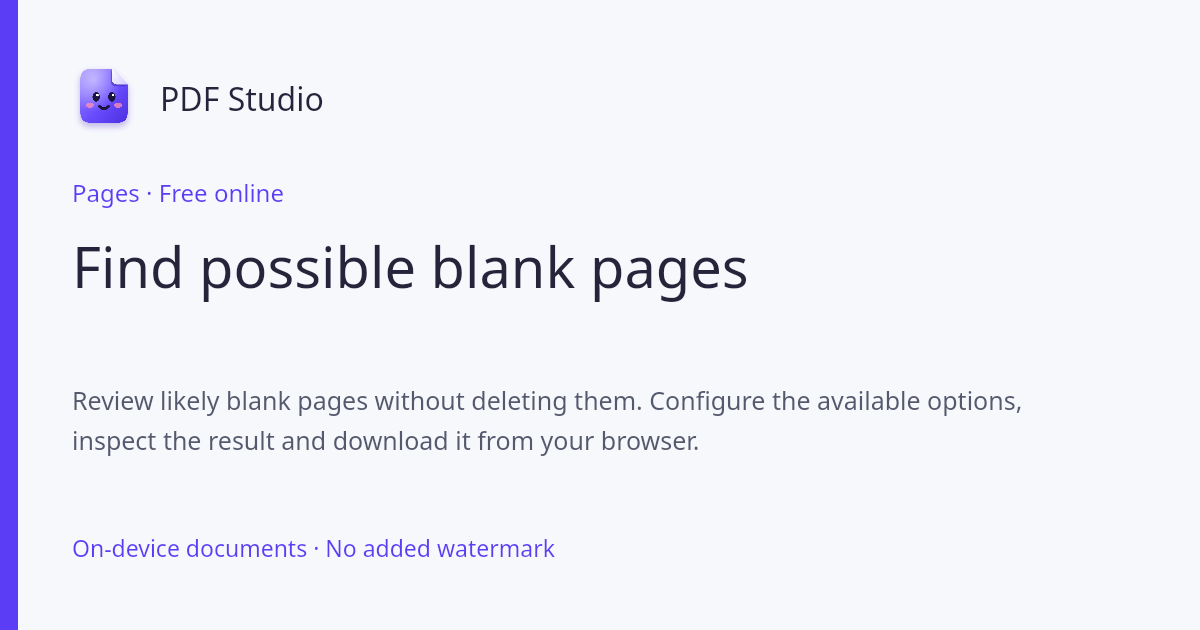 PDF Studio
Pages · Free online
Find possible blank pages
Review likely blank pages without deleting them. Configure the available options,
inspect the result and download it from your browser.
On-device documents · No added watermark